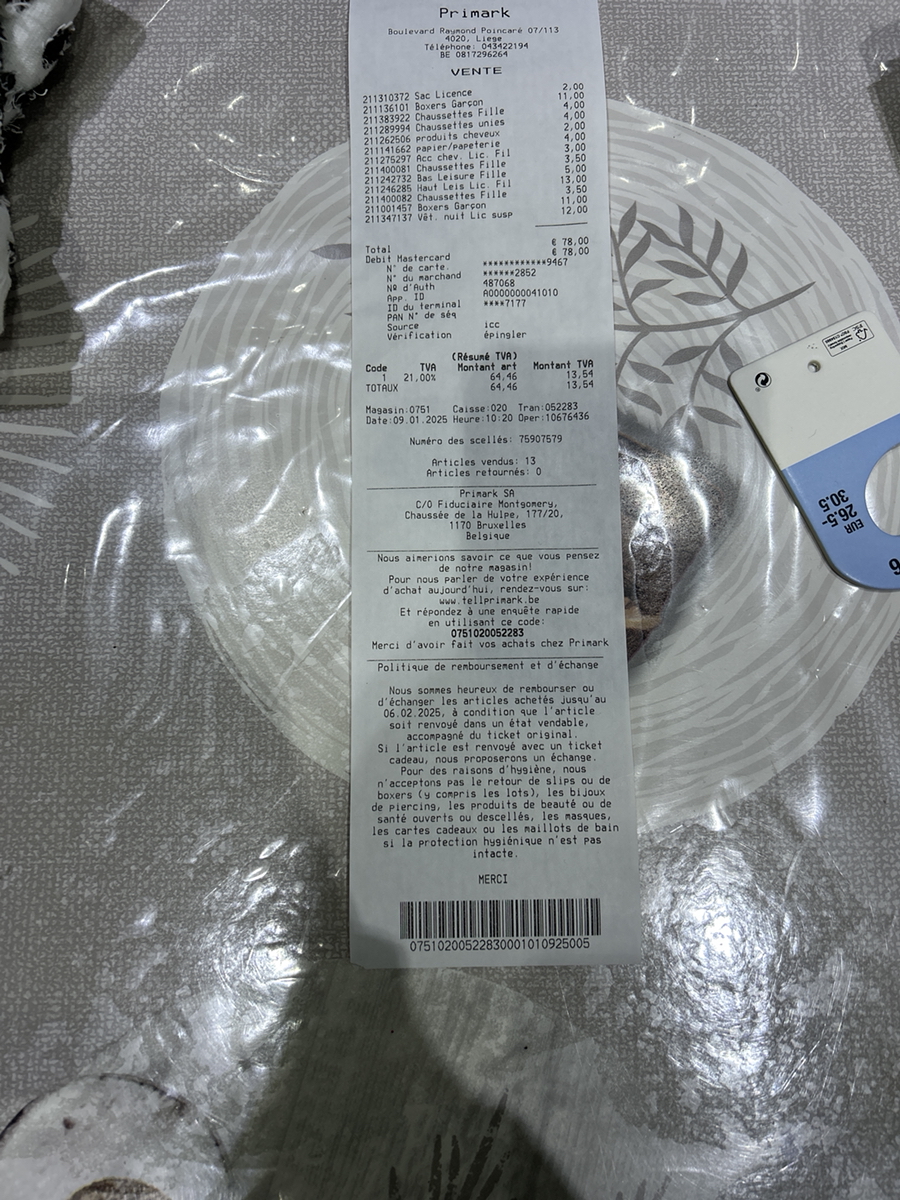 Primark
Boulevard Raymond Poincaré 07/113
4020, Liege
Téléphone: 043422194
BE 0817296264
VENTE
211310372 Sac Licence 2,00
211136101 Boxers Garçon 11,00
211383922 Chaussettes Fille 4,00
211289994 Chaussettes unies 4,00
211262506 produits cheveux 2,00
211141662 papier/papeterie 4,00
211275297 Acc chev. Lic. Fil 3,00
211400081 Chaussettes Fille 3,50
211242732 Bas Leisure Fille 5,00
211246285 Haut Leis Lic. Fil 13,00
211400082 Chaussettes Fille 3,50
211001457 Boxers Garçon 11,00
211347137 Vêt. nuit Lic susp 12,00
Total € 78,00
Debit Mastercard € 78,00
N° de carte. ************9467
N° du marchand ******2852
Nº d'Auth 487068
App. ID A0000000041010
ID du terminal ****7177
PAN N° de séq
Source icc
Vérification épingler
(Résumé TVA)
Code TVA Montant art Montant TVA
1 21,00% 64,46 13,54
TOTAUX 64,46 13,54
Magasin:0751 Caisse:020 Tran:052283
Date:09.01.2025 Heure:10:20 Oper:10676436
Numéro des scellés: 75907579
Articles vendus: 13
Articles retournés: 0
Primark SA
C/O Fiduciaire Montgomery,
Chaussée de la Hulpe, 177/20,
1170 Bruxelles
Belgique
Nous aimerions savoir ce que vous pensez
de notre magasin!
Pour nous parler de votre expérience
d'achat aujourd'hui, rendez-vous sur:
www.tellprimark.be
Et répondez à une enquête rapide
en utilisant ce code:
0751020052283
Merci d'avoir fait vos achats chez Primark
Politique de remboursement et d'échange
Nous sommes heureux de rembourser ou
d'échanger les articles achetés jusqu'au
06.02.2025, à condition que l'article
soit renvoyé dans un état vendable,
accompagné du ticket original.
Si l'article est renvoyé avec un ticket
cadeau, nous proposerons un échange.
Pour des raisons d'hygiène, nous
n'acceptons pas le retour de slips ou de
boxers (y compris les lots), les bijoux
de piercing, les produits de beauté ou de
santé ouverts ou descellés, les masques,
les cartes cadeaux ou les maillots de bain
si la protection hygiénique n'est pas
intacte.
MERCI
07510200522830001010925005
EUR
26.5-
30.5